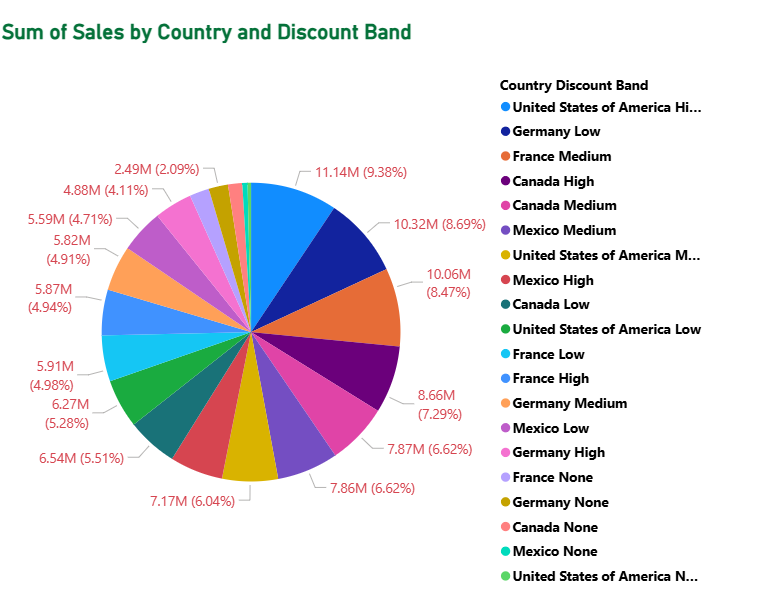 Sum of Sales by Country and Discount Band
Country Discount Band
United States of America Hi...
Germany Low
France Medium
Canada High
Canada Medium
Mexico Medium
United States of America M...
Mexico High
Canada Low
United States of America Low
France Low
France High
Germany Medium
Mexico Low
Germany High
France None
Germany None
Canada None
Mexico None
United States of America N...
11.14M (9.38%)
10.32M (8.69%)
10.06M
(8.47%)
8.66M
(7.29%)
7.87M (6.62%)
7.86M (6.62%)
7.17M (6.04%)
6.54M (5.51%)
6.27M
(5.28%)
5.91M
(4.98%)
5.87M
(4.94%)
5.82M
(4.91%)
5.59M (4.71%)
4.88M (4.11%)
2.49M (2.09%)